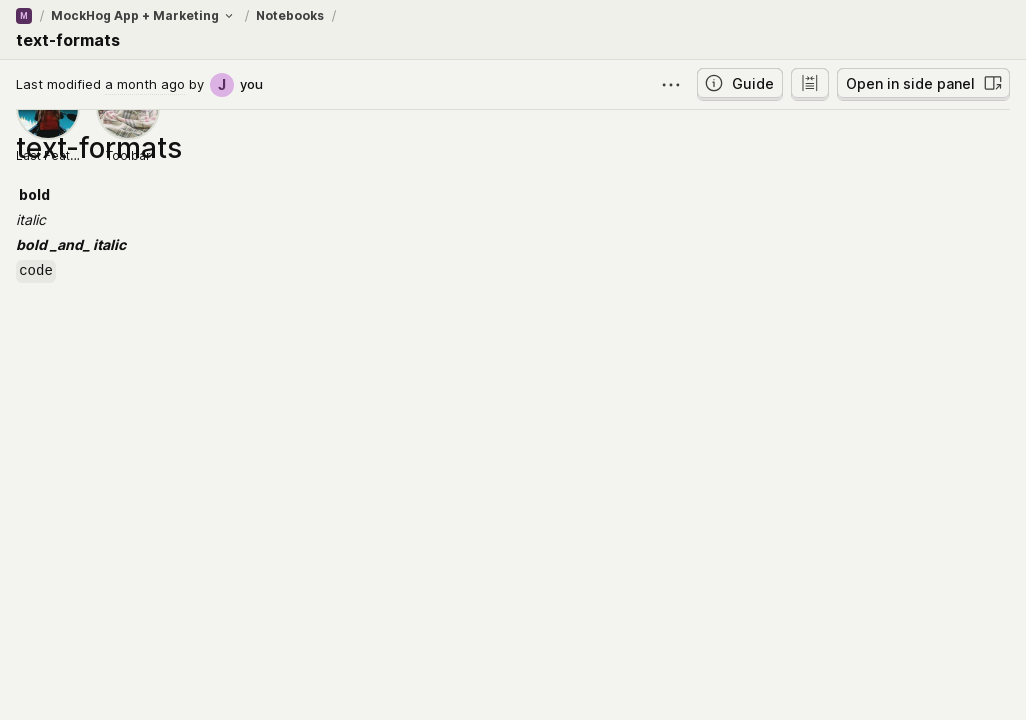 M / MockHog App + Marketing / Notebooks /
text-formats
Last modified a month ago by J you
Guide
Open in side panel
Last Feat... Toolbar
text-formats
bold
italic
bold _and_ italic
code